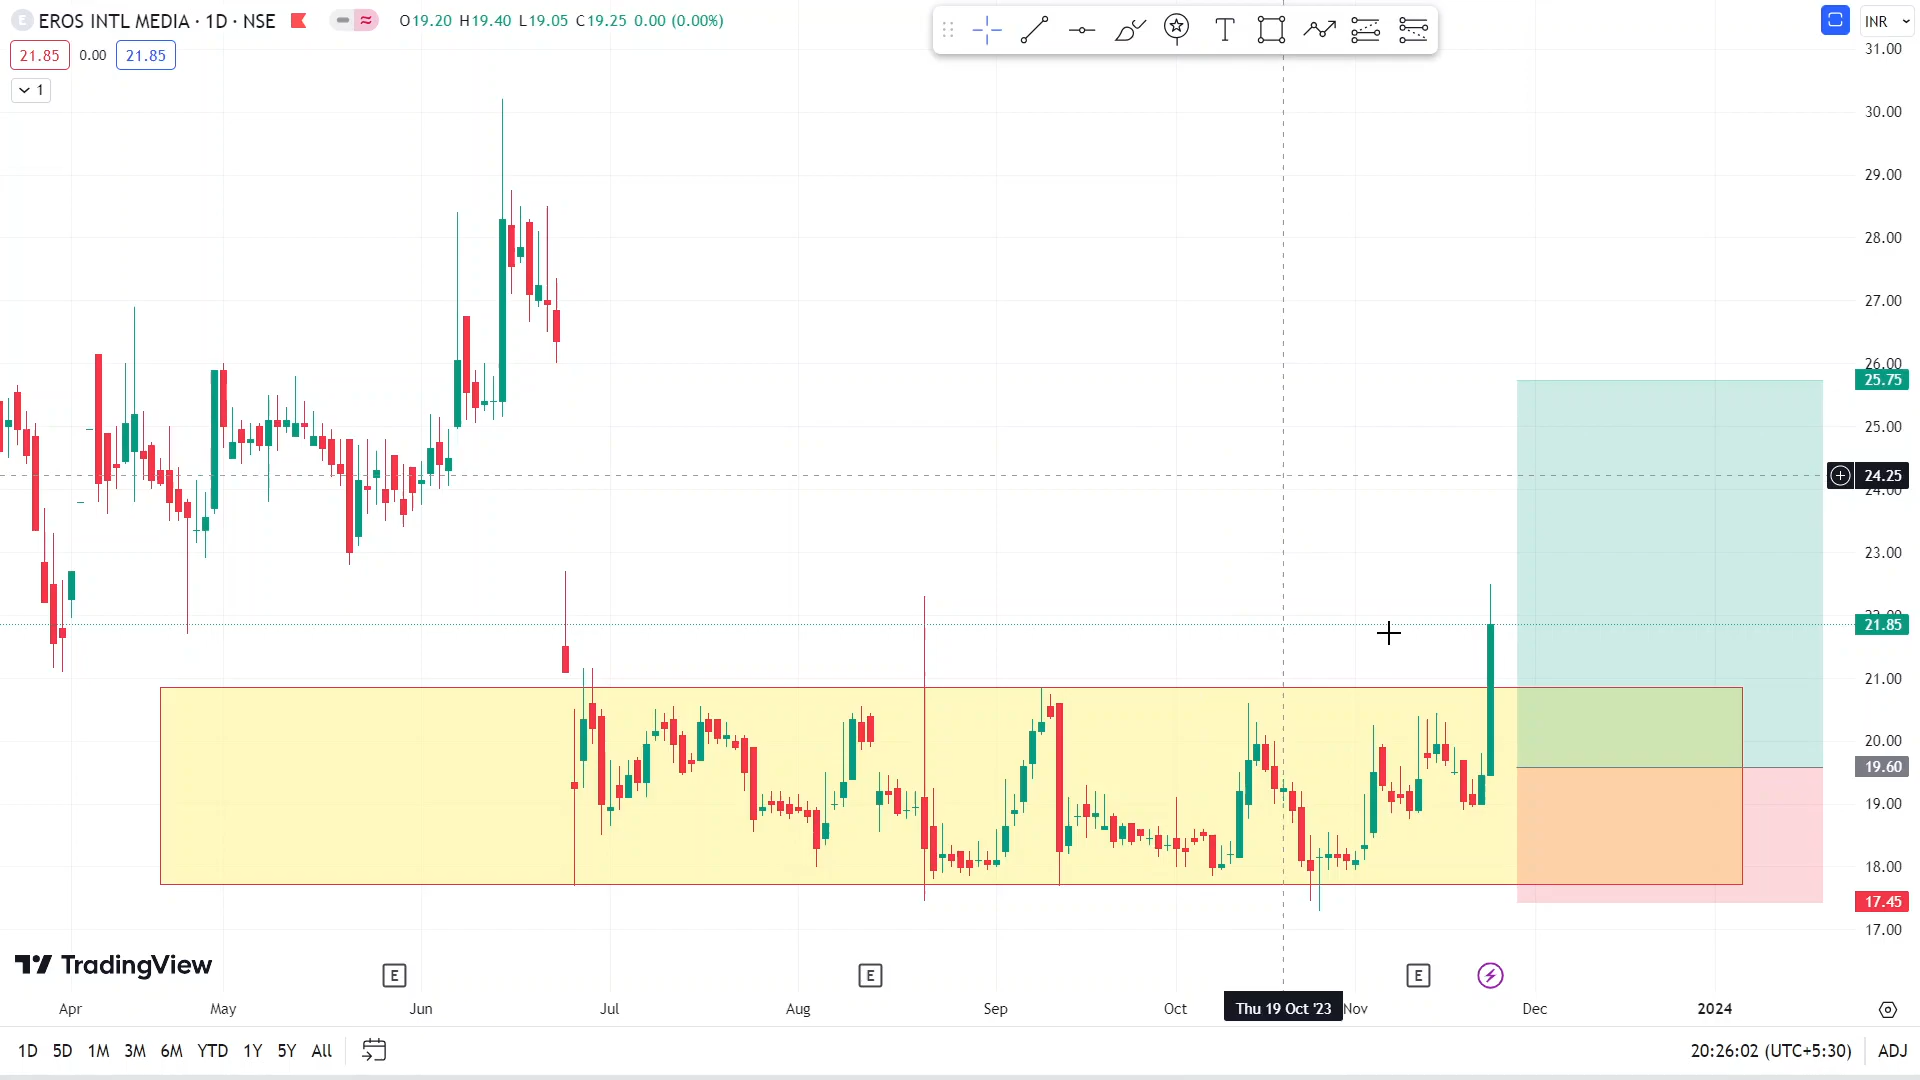 E EROS INTL MEDIA · 1D · NSE O19.20 H19.40 L19.05 C19.25 0.00 (0.00%)
21.85 0.00 21.85
1
T
INR
31.00
30.00
29.00
28.00
27.00
26.00
25.75
25.00
24.25
24.00
23.00
22.00
21.85
21.00
20.00
19.60
19.00
18.00
17.45
17.00
TradingView
E E E
Apr May Jun Jul Aug Sep Oct Thu 19 Oct '23 Nov Dec 2024
1D 5D 1M 3M 6M YTD 1Y 5Y All 20:26:02 (UTC+5:30) ADJ